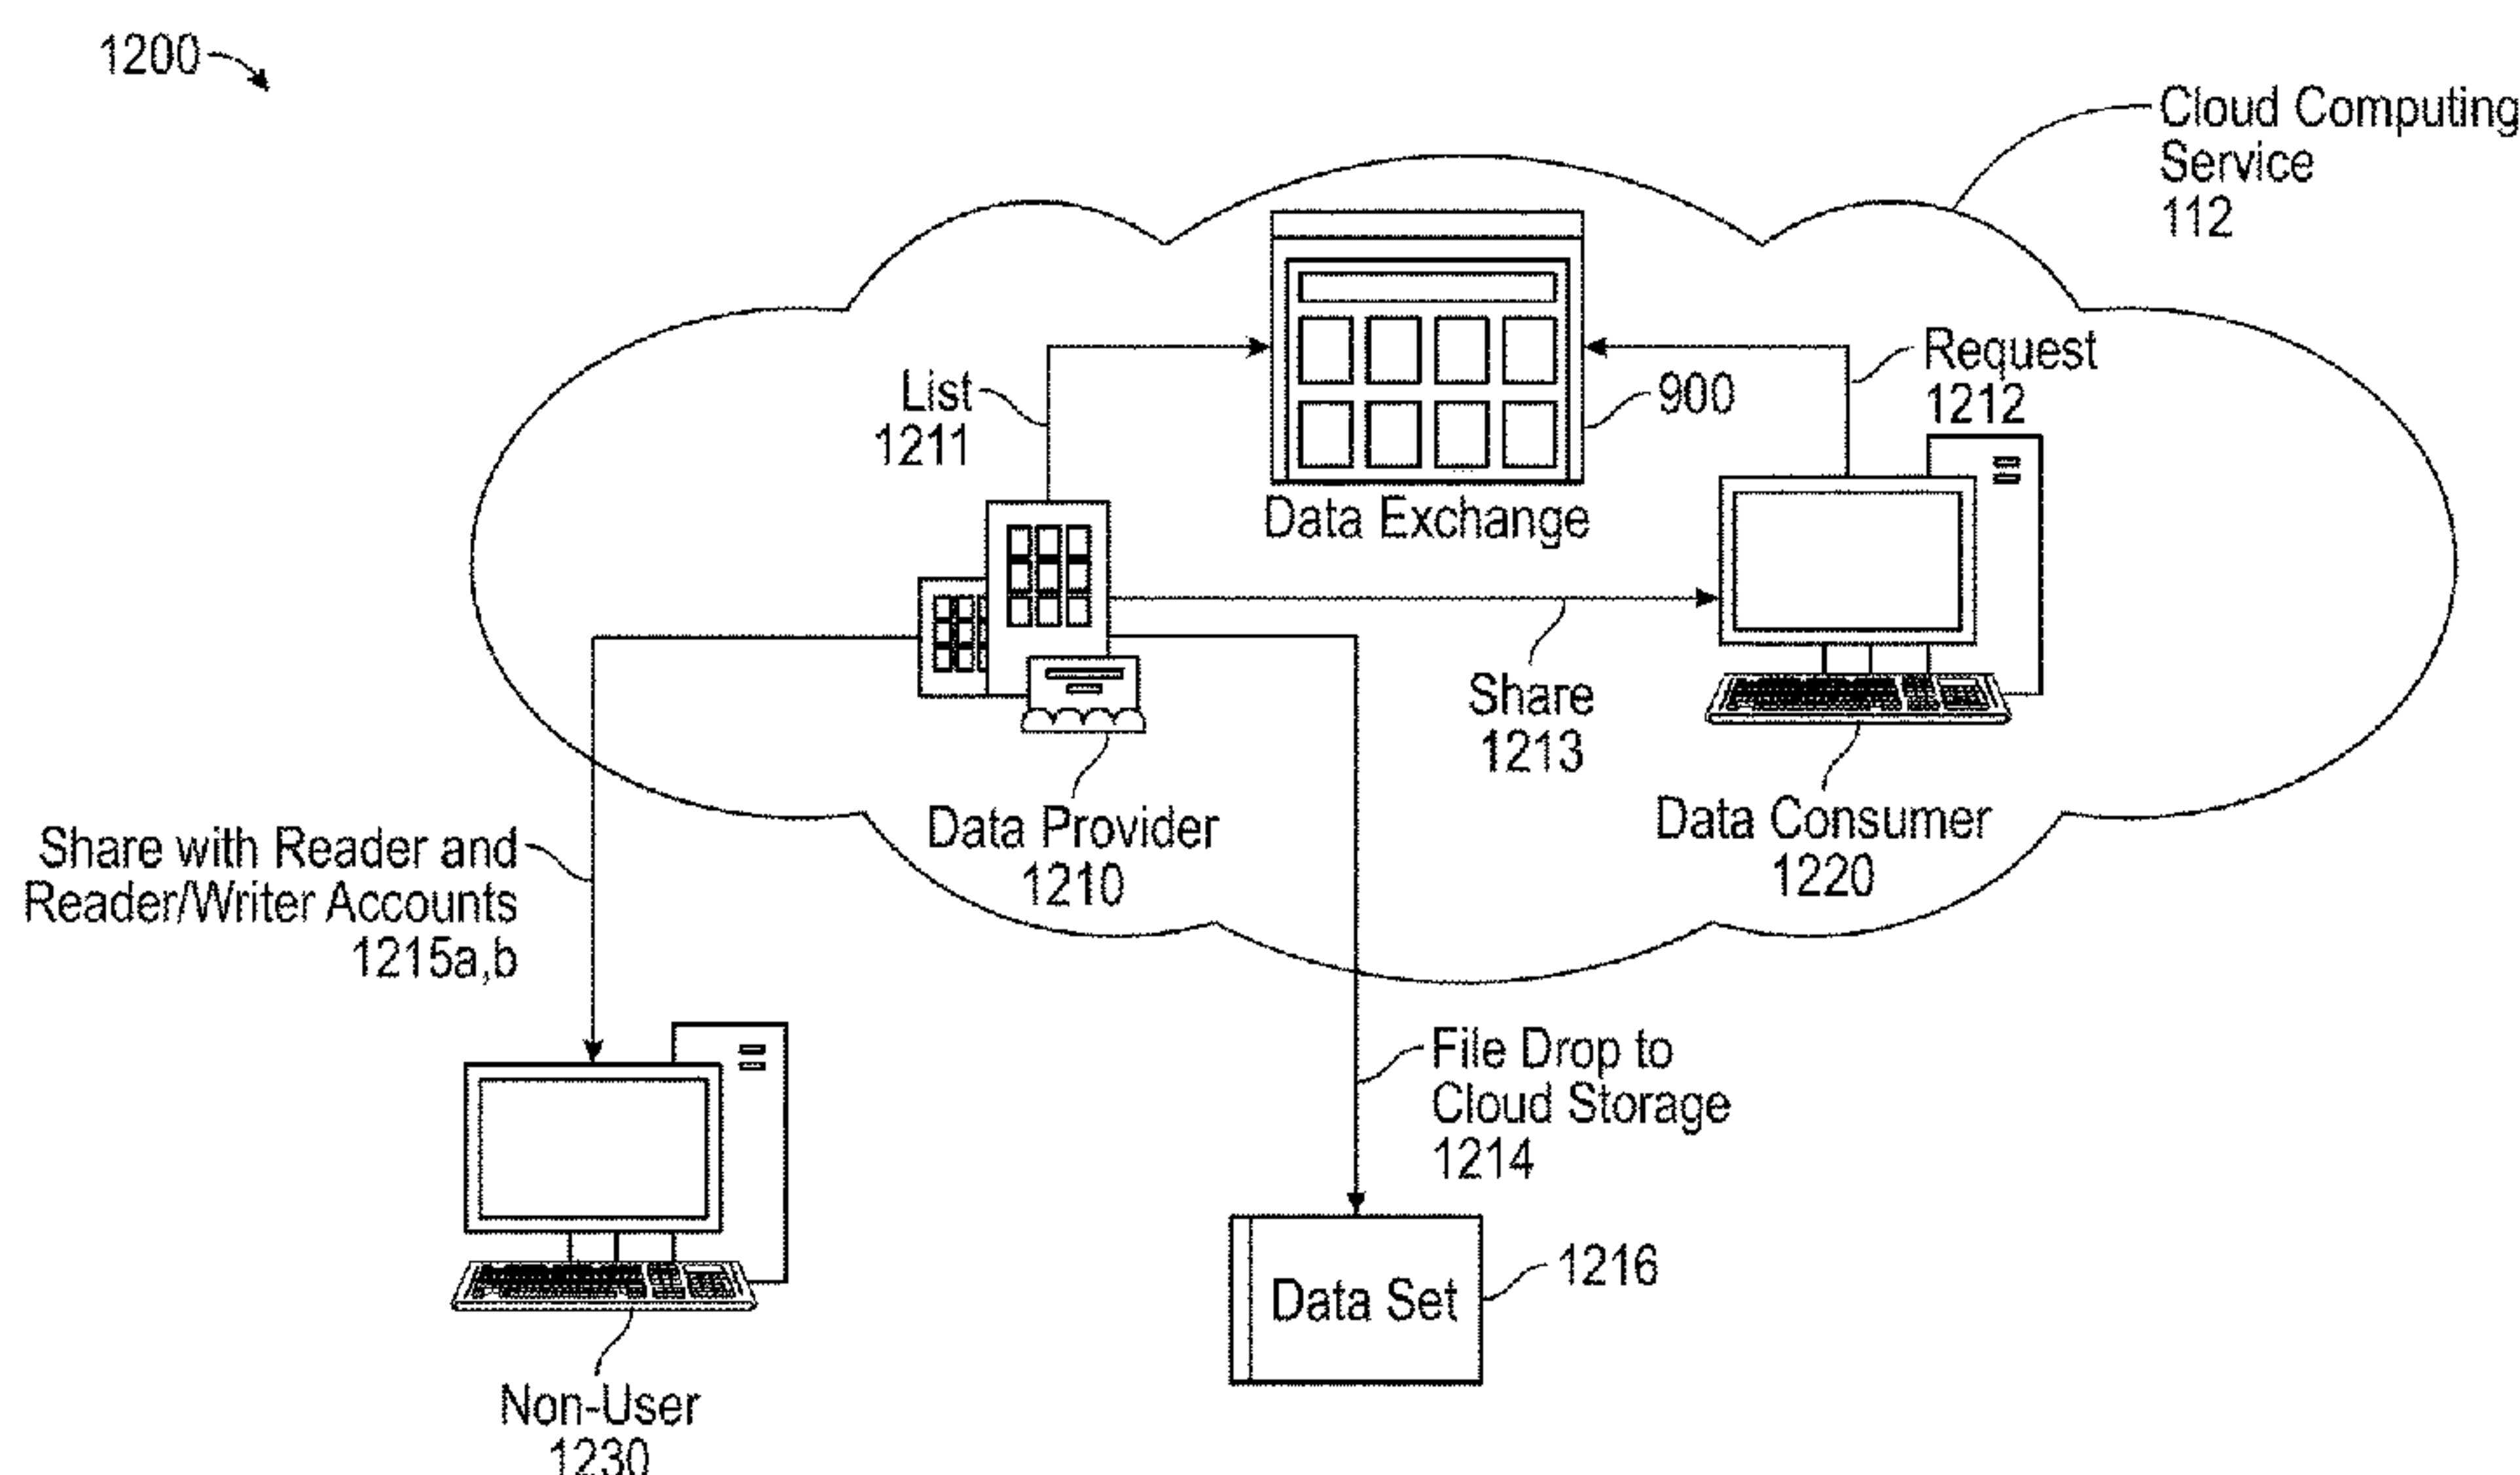 1200
Cloud Computing
Service
112
Request
1212
List
1211
900
Data Exchange
Share
1213
Data Provider
1210
Data Consumer
1220
Share with Reader and
Reader/Writer Accounts
1215a,b
File Drop to
Cloud Storage
1214
Data Set
1216
Non-User
1230